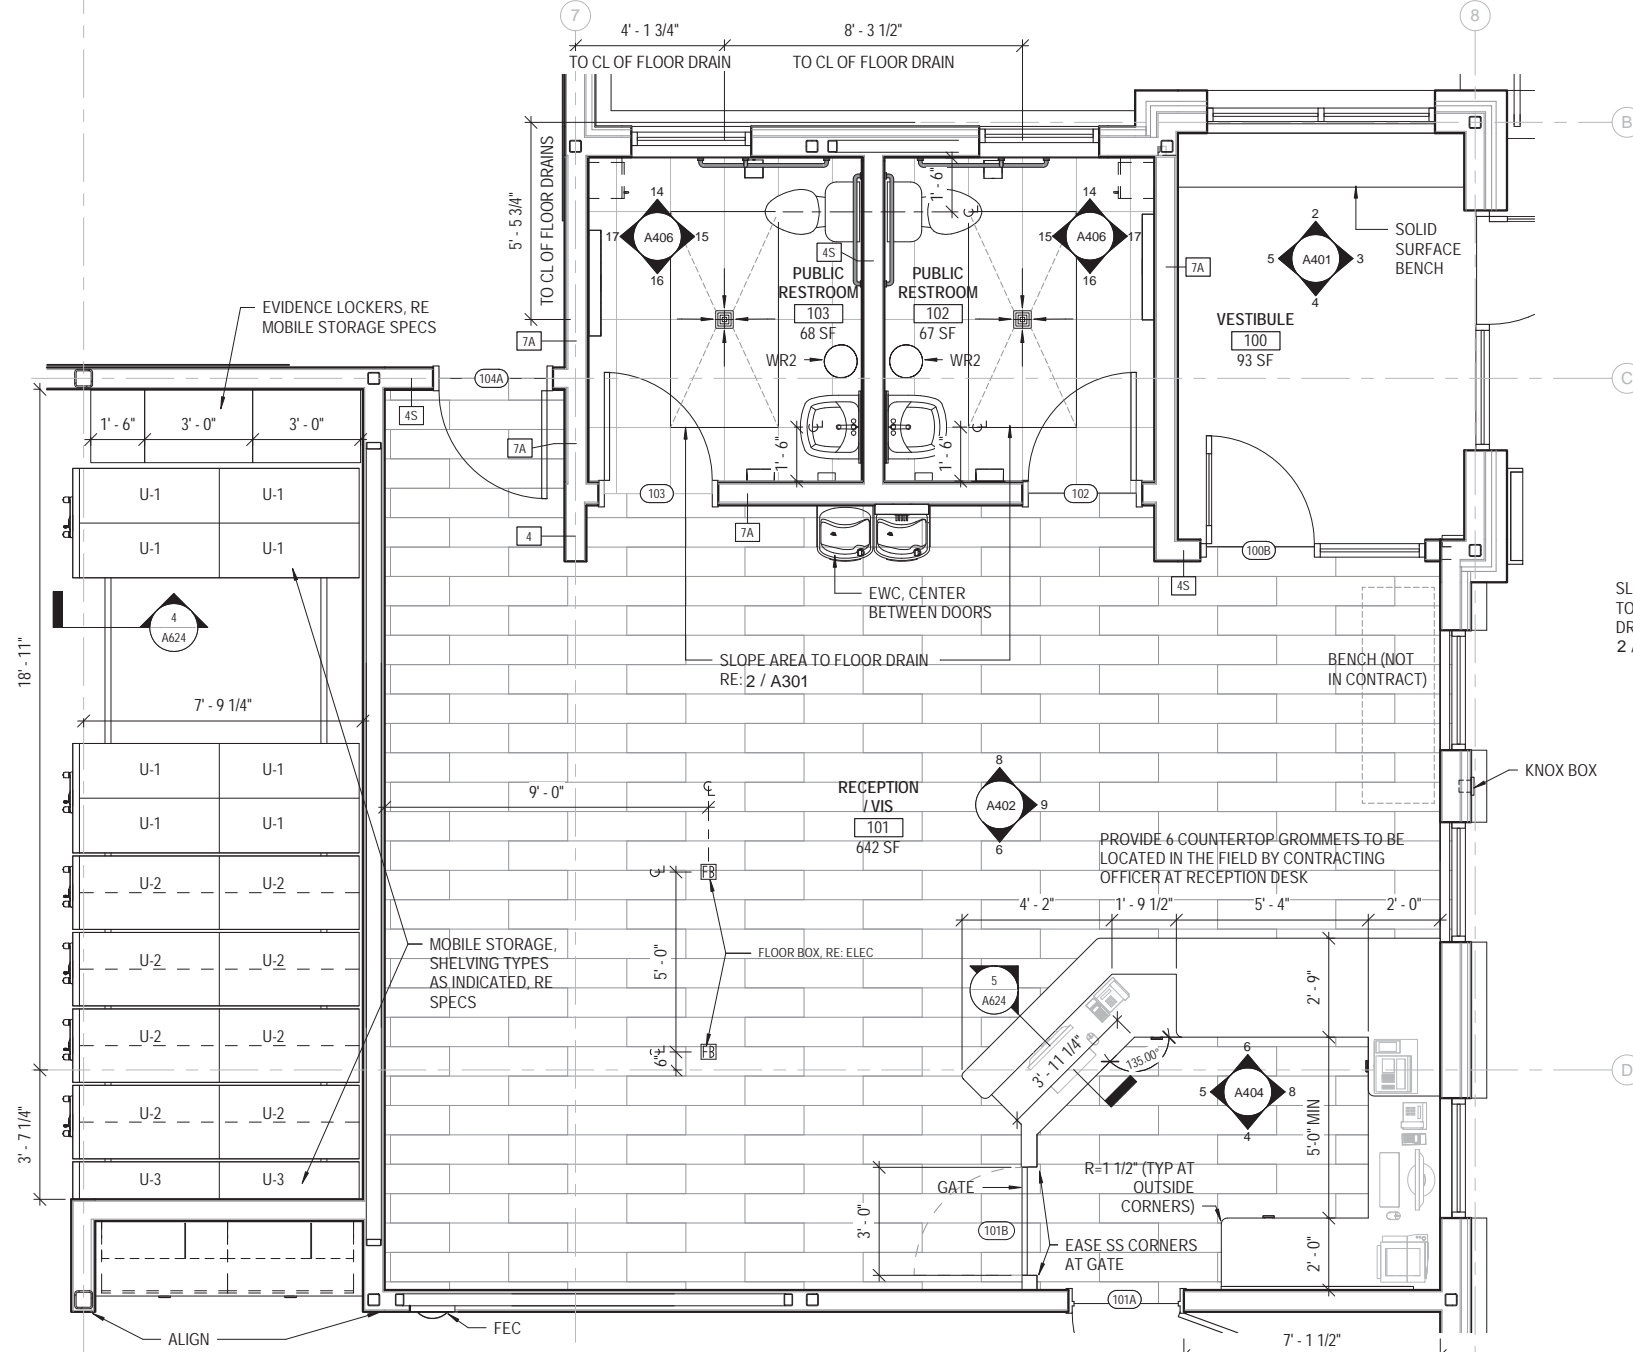 7
8
4' - 1 3/4"
8' - 3 1/2"
TO CL OF FLOOR DRAIN
TO CL OF FLOOR DRAIN
B
5' - 5 3/4"
TO CL OF FLOOR DRAINS
1' - 6"
14
17
A406
15
16
14
15
A406
17
16
2
5
A401
3
4
SOLID
SURFACE
BENCH
4S
7A
PUBLIC
RESTROOM
103
68 SF
PUBLIC
RESTROOM
102
67 SF
VESTIBULE
100
93 SF
WR2
WR2
EVIDENCE LOCKERS, RE
MOBILE STORAGE SPECS
7A
104A
C
4S
1' - 6"
3' - 0"
3' - 0"
7A
1' - 6"
1' - 6"
U-1
U-1
U-1
U-1
103
102
4
7A
100B
4S
EWC, CENTER
BETWEEN DOORS
4
A624
18' - 11"
SLOPE AREA TO FLOOR DRAIN
RE: 2 / A301
BENCH (NOT
IN CONTRACT)
SL
TO
DR
2 /
7' - 9 1/4"
U-1
U-1
U-1
U-1
9' - 0"
RECEPTION
/ VIS
101
642 SF
8
A402
9
6
KNOX BOX
PROVIDE 6 COUNTERTOP GROMMETS TO BE
LOCATED IN THE FIELD BY CONTRACTING
OFFICER AT RECEPTION DESK
U-2
U-2
FB
4' - 2"
1' - 9 1/2"
5' - 4"
2' - 0"
U-2
U-2
MOBILE STORAGE,
SHELVING TYPES
AS INDICATED, RE
SPECS
5' - 0"
FLOOR BOX, RE: ELEC
5
A624
2' - 9"
U-2
U-2
FB
6"
3' - 11 1/4"
135.00°
6
5
A404
8
4
D
U-2
U-2
3' - 7 1/4"
5'-0" MIN
U-3
U-3
GATE
R=1 1/2" (TYP AT
OUTSIDE
CORNERS)
3' - 0"
101B
EASE SS CORNERS
AT GATE
2' - 0"
101A
ALIGN
FEC
7' - 1 1/2"